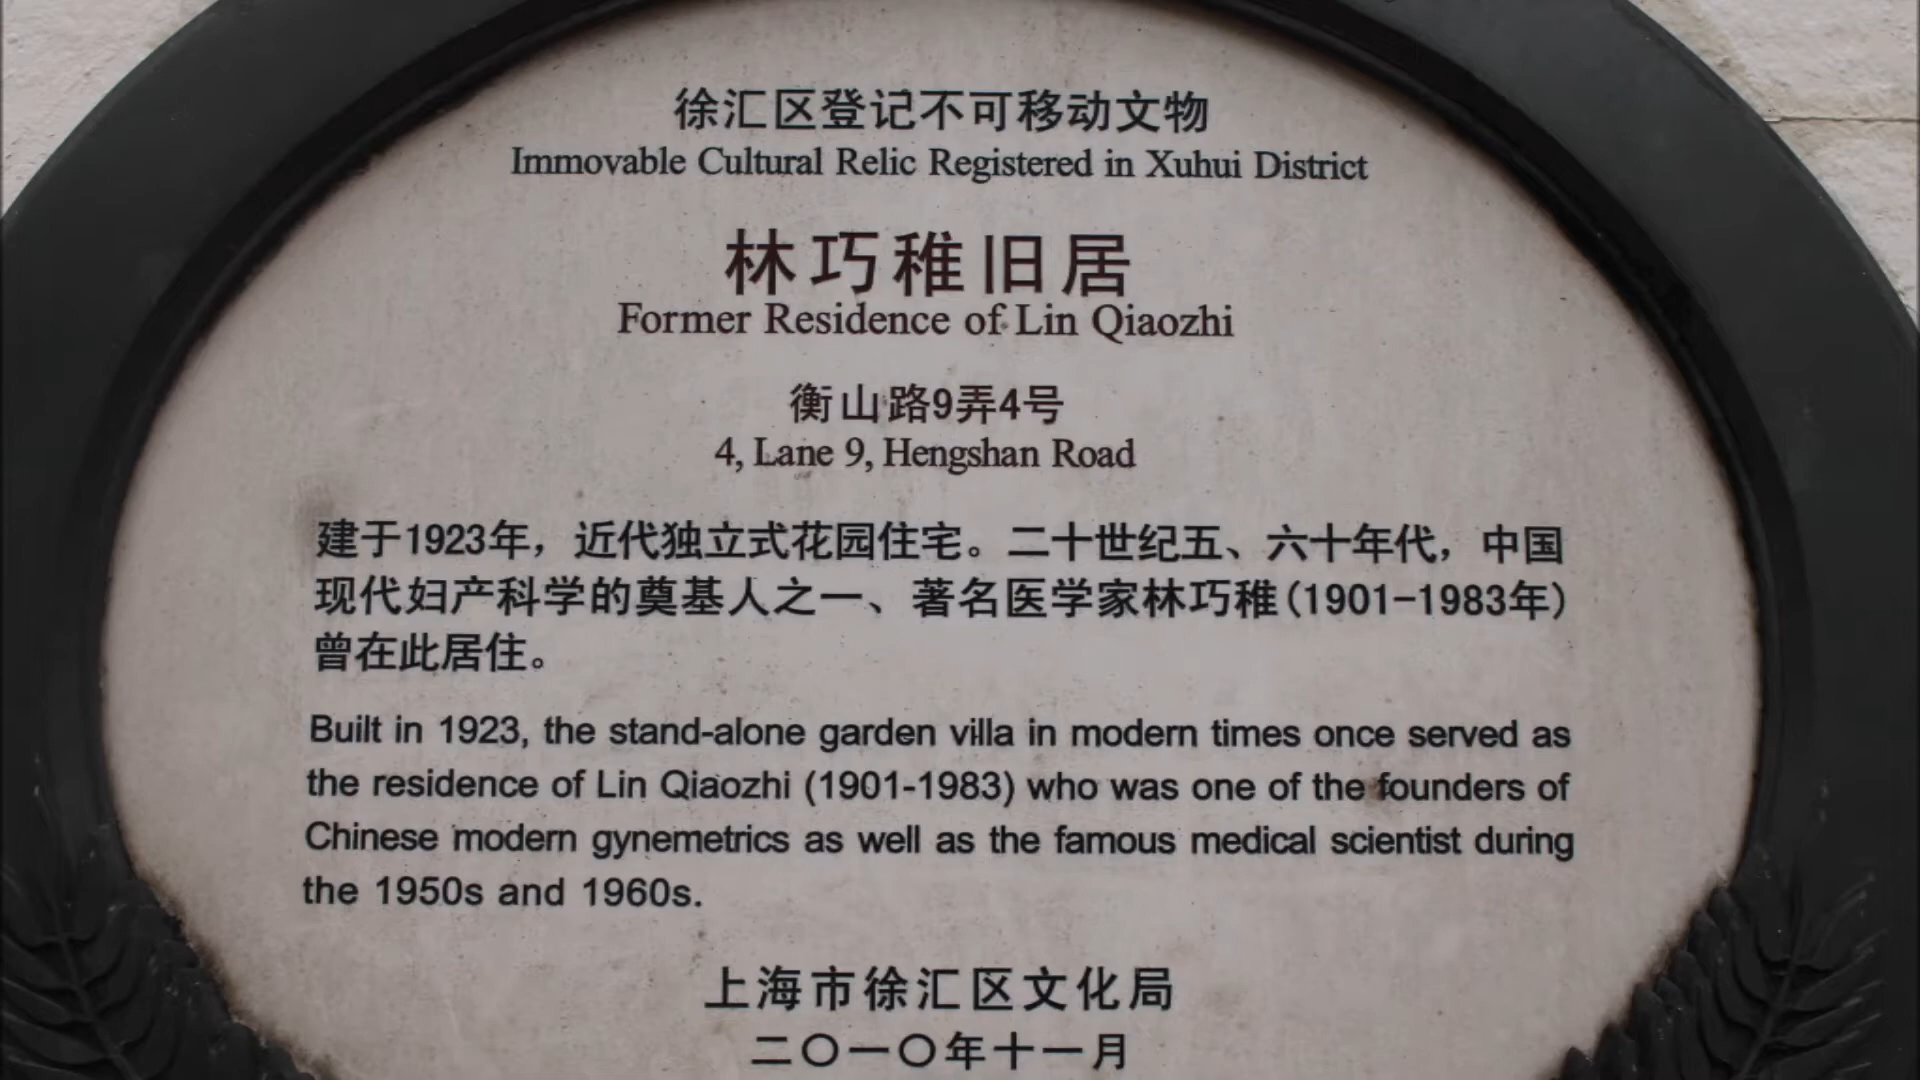 徐汇区登记不可移动文物
Immovable Cultural Relic Registered in Xuhui District
林巧稚旧居
Former Residence of Lin Qiaozhi
衡山路9弄4号
4, Lane 9, Hengshan Road
建于1923年，近代独立式花园住宅。二十世纪五、六十年代，中国
现代妇产科学的奠基人之一、著名医学家林巧稚(1901-1983年)
曾在此居住。
Built in 1923, the stand-alone garden villa in modern times once served as
the residence of Lin Qiaozhi (1901-1983) who was one of the founders of
Chinese modern gynemetrics as well as the famous medical scientist during
the 1950s and 1960s.
上海市徐汇区文化局
二〇一〇年十一月